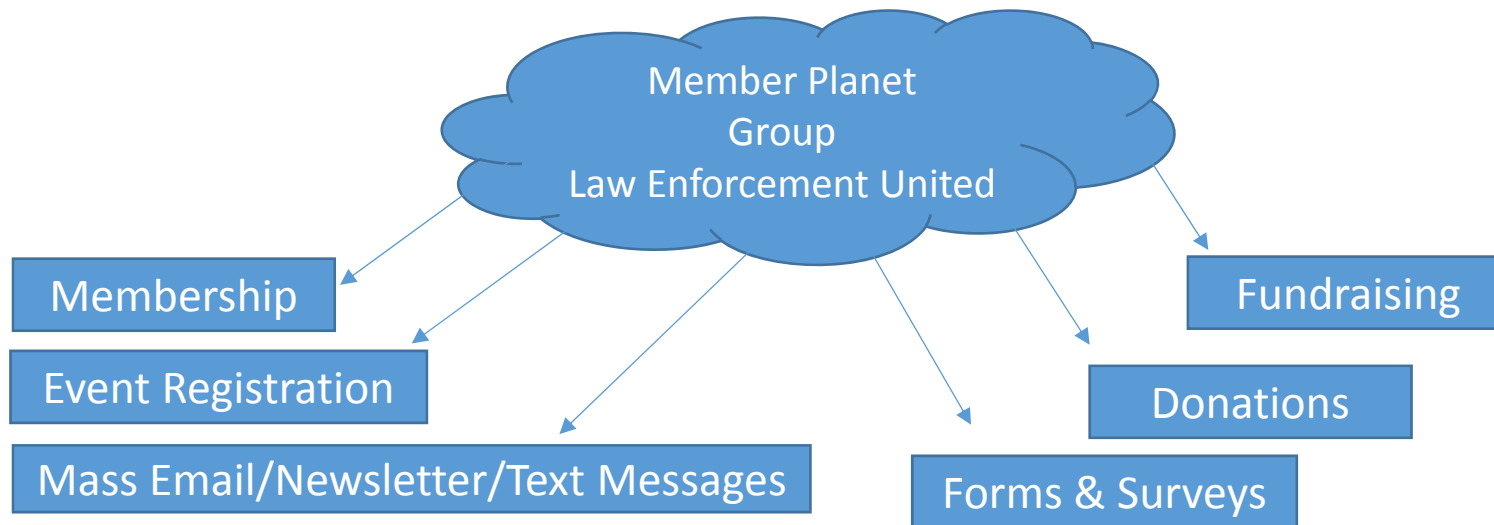 Member Planet
Group
Law Enforcement United
Membership
Fundraising
Event Registration
Donations
Mass Email/Newsletter/Text Messages
Forms & Surveys